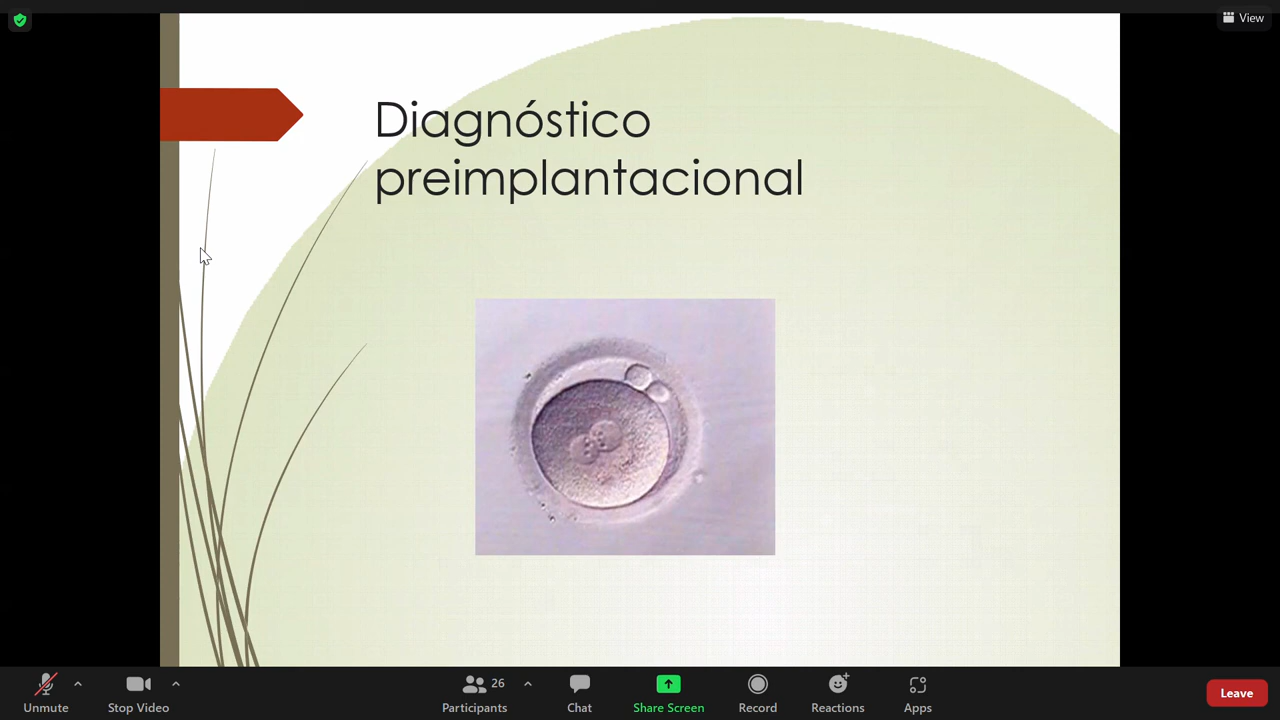 View
Diagnóstico
preimplantacional
Unmute
Stop Video
26
Participants
Chat
Share Screen
Record
Reactions
Apps
Leave